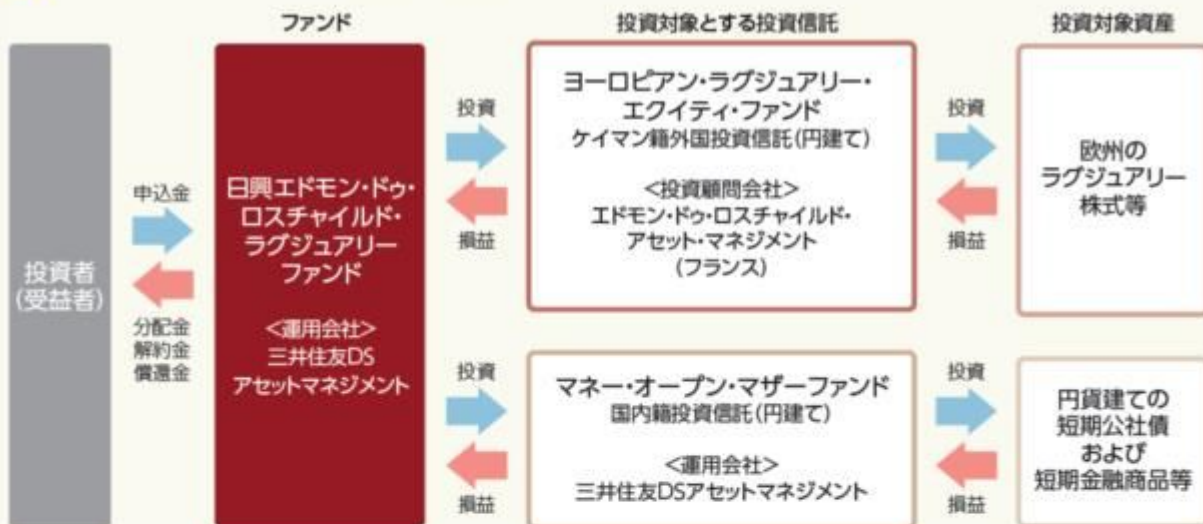 ファンド
投資対象とする投資信託
投資対象資産
投資者
(受益者)
申込金
分配金
解約金
償還金
日興エドモン・ドゥ・
ロスチャイルド・
ラグジュアリー
ファンド
<運用会社>
三井住友DS
アセットマネジメント
投資
損益
ヨーロピアン・ラグジュアリー・
エクイティ・ファンド
ケイマン籍外国投資信託(円建て)
<投資顧問会社>
エドモン・ドゥ・ロスチャイルド・
アセット・マネジメント
(フランス)
投資
損益
欧州の
ラグジュアリー
株式等
投資
損益
マネー・オープン・マザーファンド
国内籍投資信託(円建て)
<運用会社>
三井住友DSアセットマネジメント
投資
損益
円貨建ての
短期公社債
および
短期金融商品等